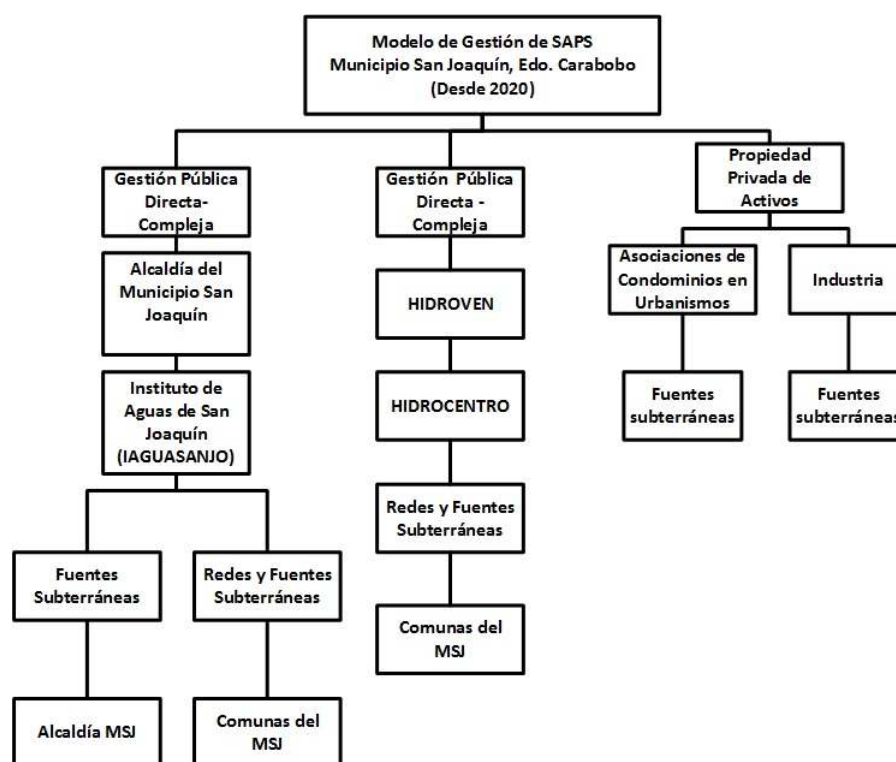 Modelo de Gestión de SAPS
Municipio San Joaquín, Edo. Carabobo
(Desde 2020)
Gestión Pública
Directa-
Compleja
Alcaldía del
Municipio San
Joaquín
Instituto de
Aguas de San
Joaquín
(IAGUASANJO)
Fuentes
Subterráneas
Alcaldía MSJ
Redes y Fuentes
Subterráneas
Comunas del
MSJ
Gestión Pública
Directa -
Compleja
HIDROVEN
HIDROCENTRO
Redes y Fuentes
Subterráneas
Comunas del
MSJ
Propiedad
Privada de
Activos
Asociaciones de
Condominios en
Urbanismos
Fuentes
subterráneas
Industria
Fuentes
subterráneas